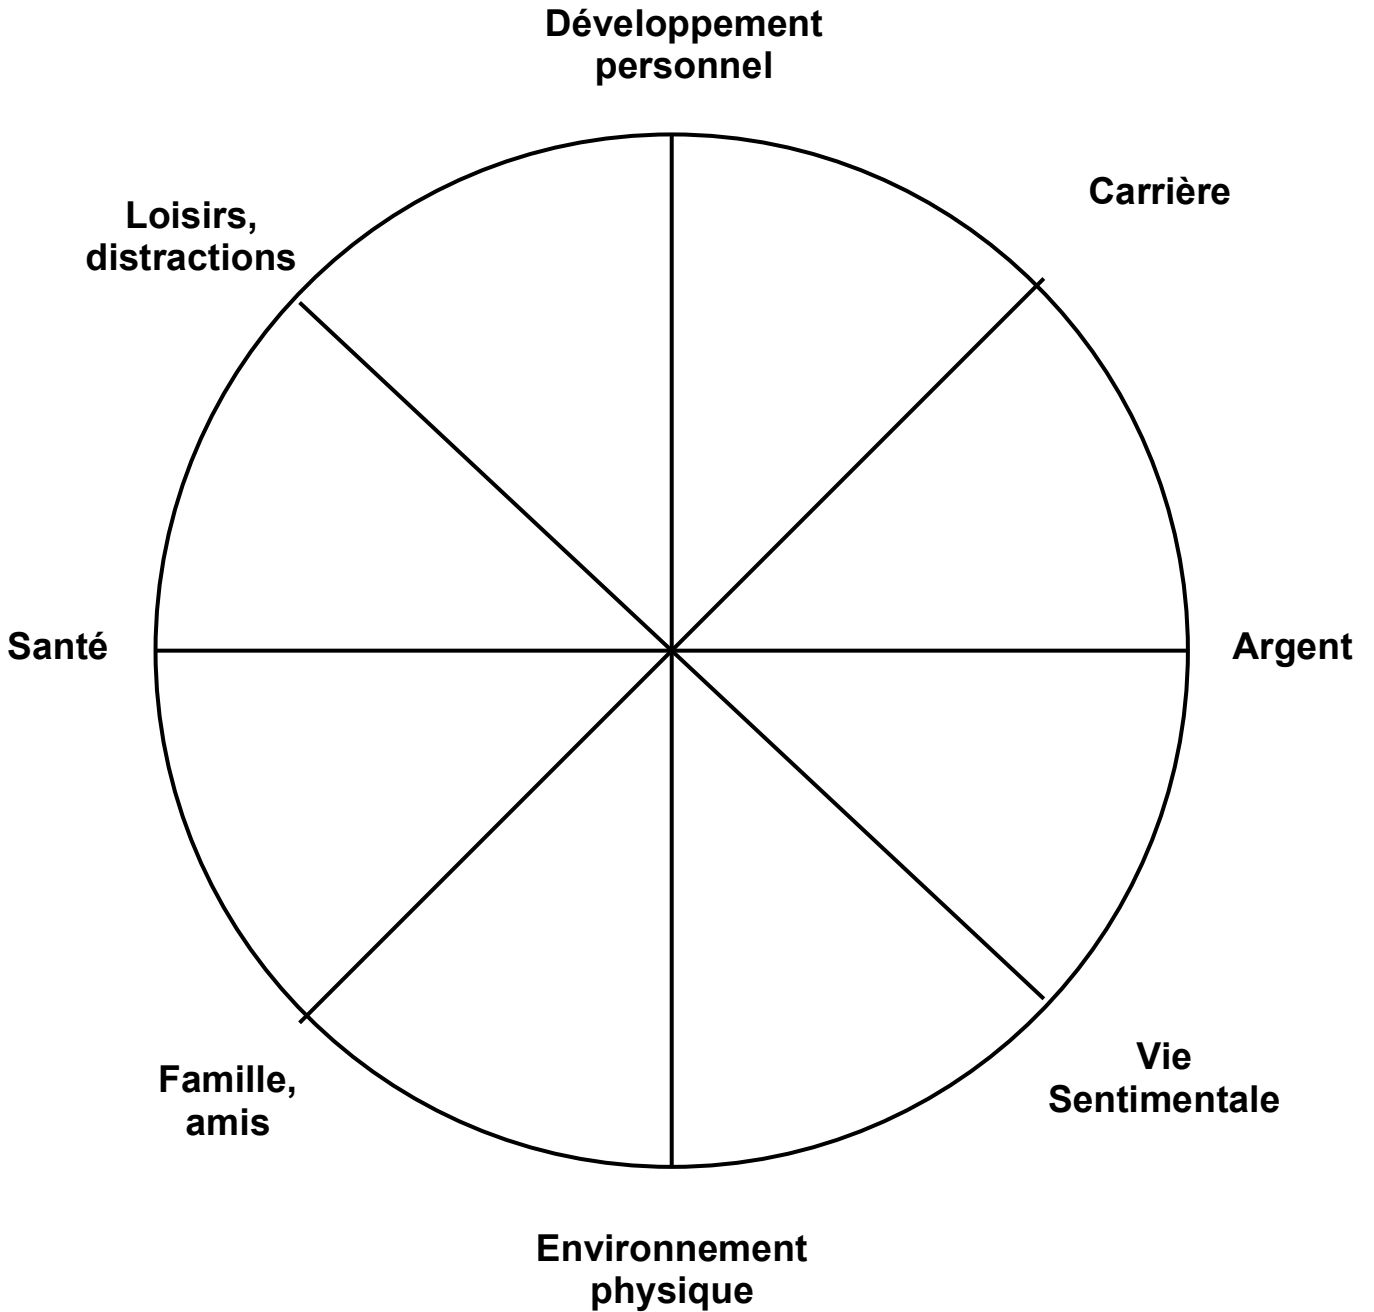 Développement
personnel
Carrière
Loisirs,
distractions
Santé
Argent
Vie
Sentimentale
Famille,
amis
Environnement
physique